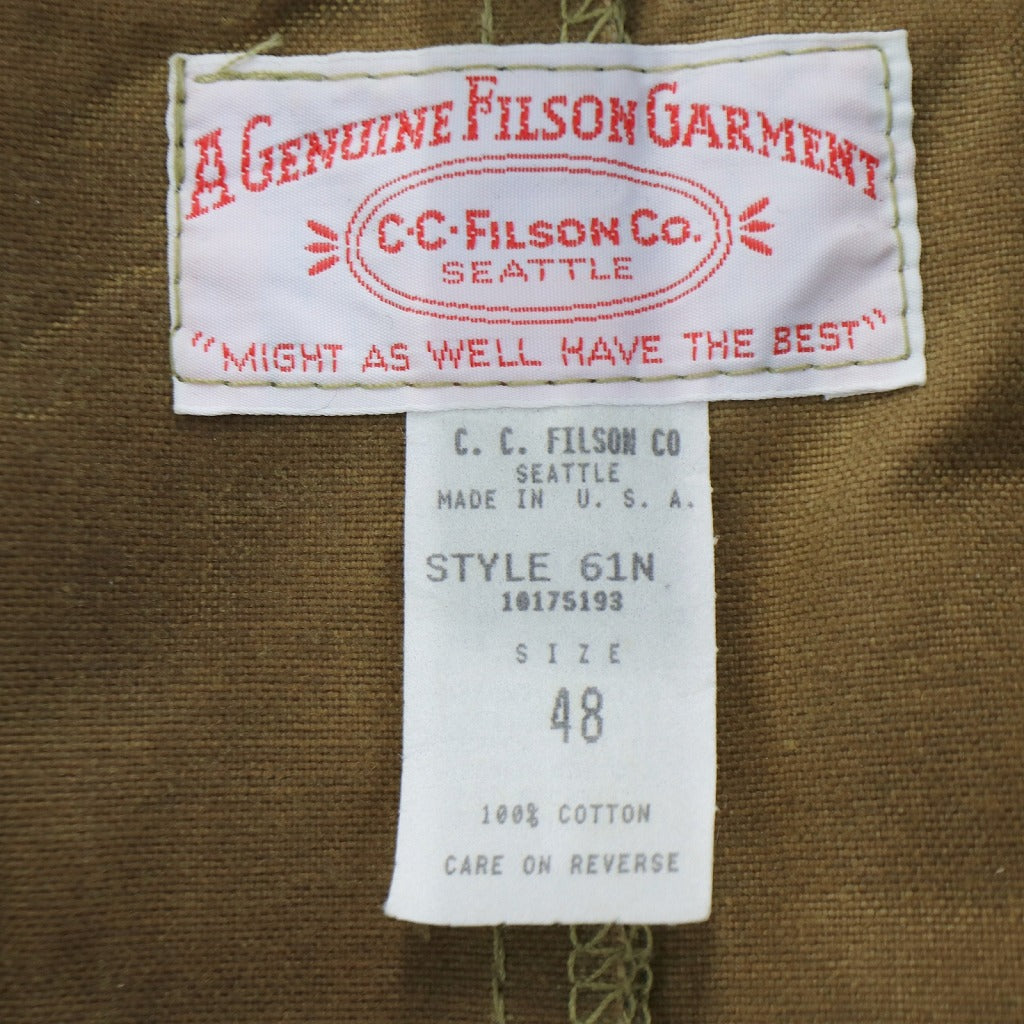 A GENUINE FILSON GARMENT
C·C·FILSON CO.
SEATTLE
"MIGHT AS WELL HAVE THE BEST"
C. C. FILSON CO
SEATTLE
MADE IN U. S. A.
STYLE 61N
10175193
SIZE
48
100% COTTON
CARE ON REVERSE